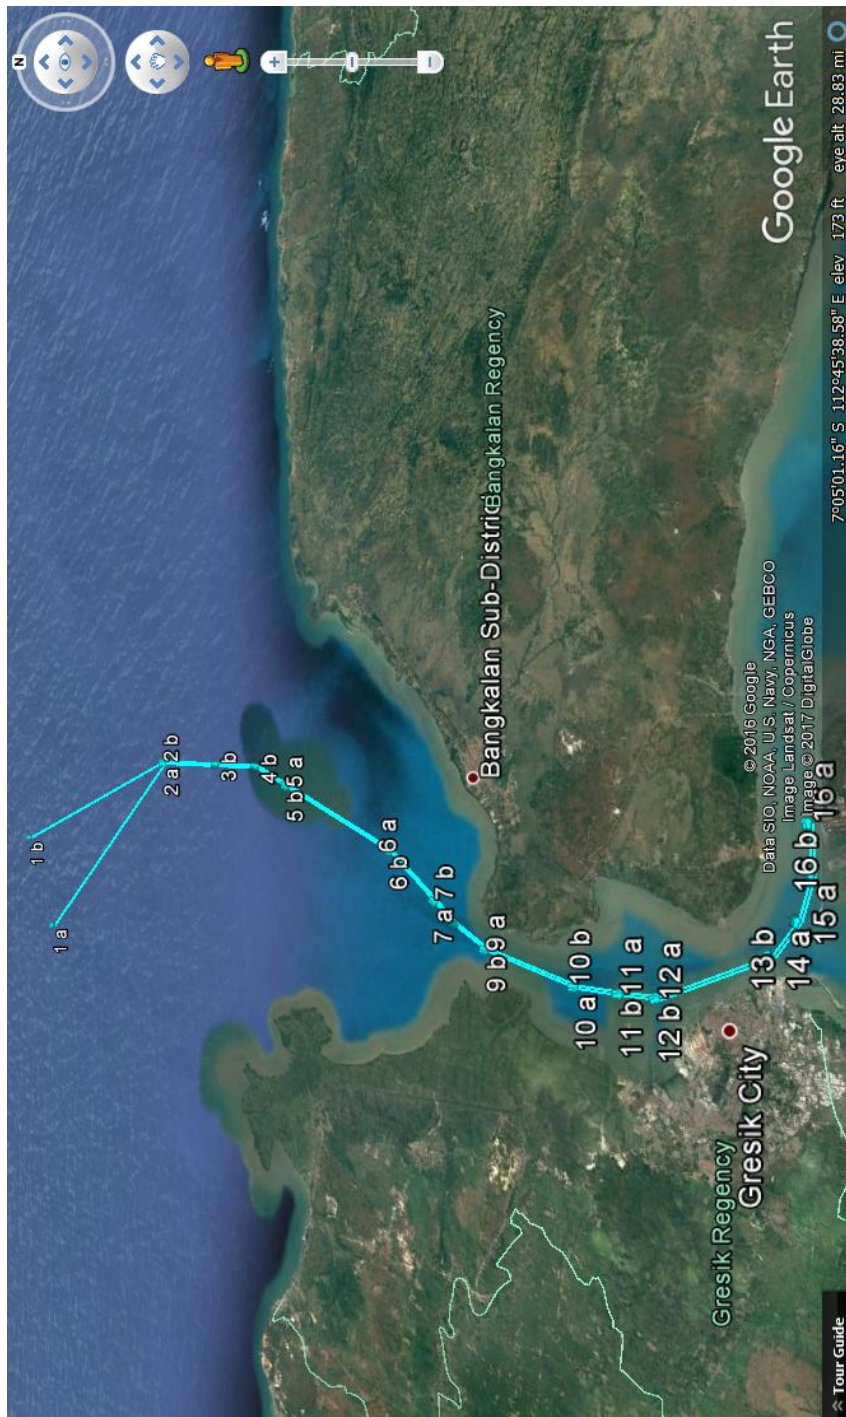 N
1 a
1 b
2 a
2 b
3 b
4 b
5 b
5 a
6 b
6 a
7 a
7 b
9 b
9 a
10 a
10 b
11 b
11 a
12 b
12 a
13 b
14 a
15 a
16 b
16 a
Bangkalan Sub-District
Bangkalan Regency
Gresik Regency
Gresik City
© 2016 Google
Data SIO, NOAA, U.S. Navy, NGA, GEBCO
Image Landsat / Copernicus
Image © 2017 DigitalGlobe
Google Earth
Tour Guide
7°05'01.16" S 112°45'38.58" E elev 173 ft eye alt 28.83 mi